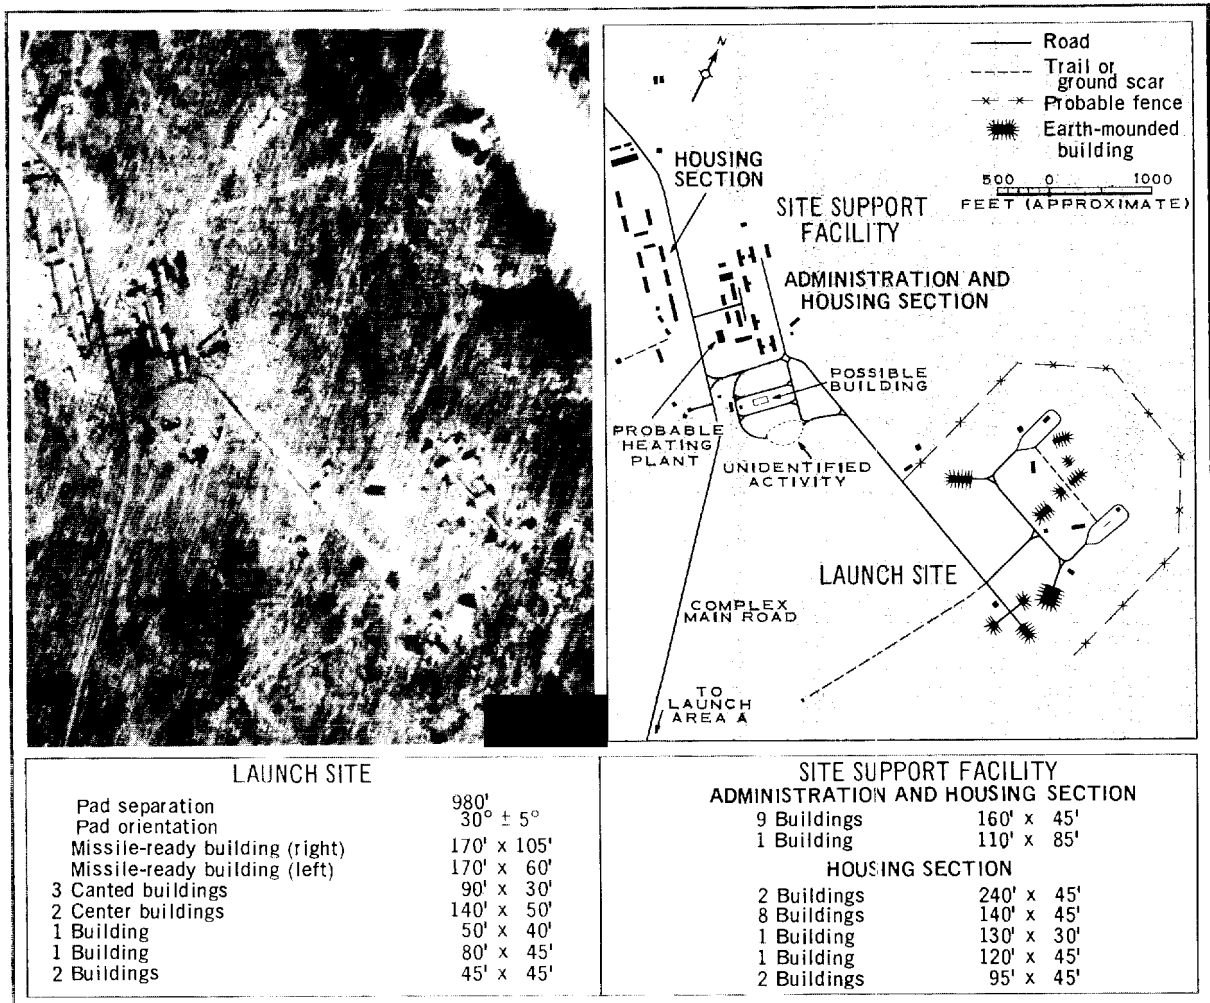 N
Road
Trail or
ground scar
Probable fence
Earth-mounded
building
500 0 1000
FEET (APPROXIMATE)
HOUSING
SECTION
SITE SUPPORT
FACILITY
ADMINISTRATION AND
HOUSING SECTION
POSSIBLE
BUILDING
PROBABLE
HEATING
PLANT
UNIDENTIFIED
ACTIVITY
LAUNCH SITE
COMPLEX
MAIN ROAD
TO
LAUNCH
AREA A
LAUNCH SITE
Pad separation 980'
Pad orientation 30° ± 5°
Missile-ready building (right) 170' x 105'
Missile-ready building (left) 170' x 60'
3 Canted buildings 90' x 30'
2 Center buildings 140' x 50'
1 Building 50' x 40'
1 Building 80' x 45'
2 Buildings 45' x 45'
SITE SUPPORT FACILITY
ADMINISTRATION AND HOUSING SECTION
9 Buildings 160' x 45'
1 Building 110' x 85'
HOUSING SECTION
2 Buildings 240' x 45'
8 Buildings 140' x 45'
1 Building 130' x 30'
1 Building 120' x 45'
2 Buildings 95' x 45'